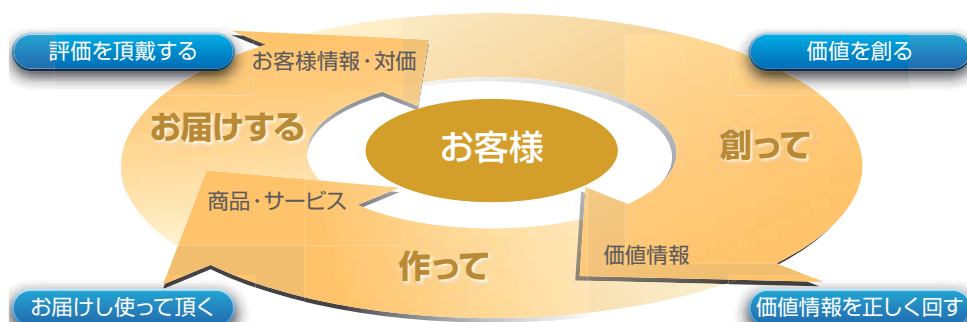 評価を頂戴する
価値を創る
お客様情報・対価
お届けする
お客様
創って
商品・サービス
価値情報
作って
お届けし使って頂く
価値情報を正しく回す